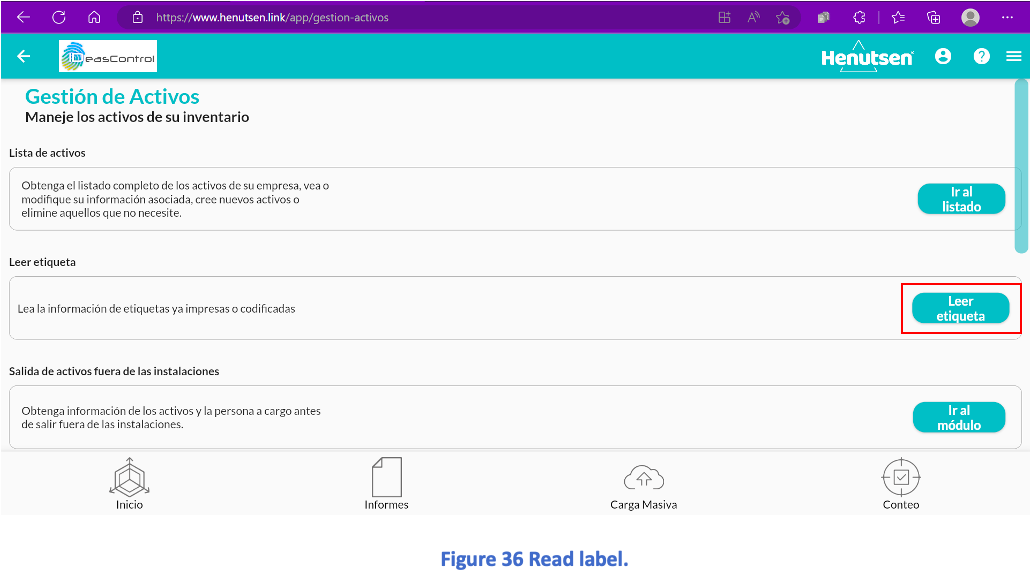 https://www.henutsen.link/app/gestion-activos
easControl
Henutsen
Gestión de Activos
Maneje los activos de su inventario
Lista de activos
Obtenga el listado completo de los activos de su empresa, vea o
modifique su información asociada, cree nuevos activos o
elimine aquellos que no necesite.
Ir al
listado
Leer etiqueta
Lea la información de etiquetas ya impresas o codificadas
Leer
etiqueta
Salida de activos fuera de las instalaciones
Obtenga información de los activos y la persona a cargo antes
de salir fuera de las instalaciones.
Ir al
módulo
Inicio
Informes
Carga Masiva
Conteo
Figure 36 Read label.